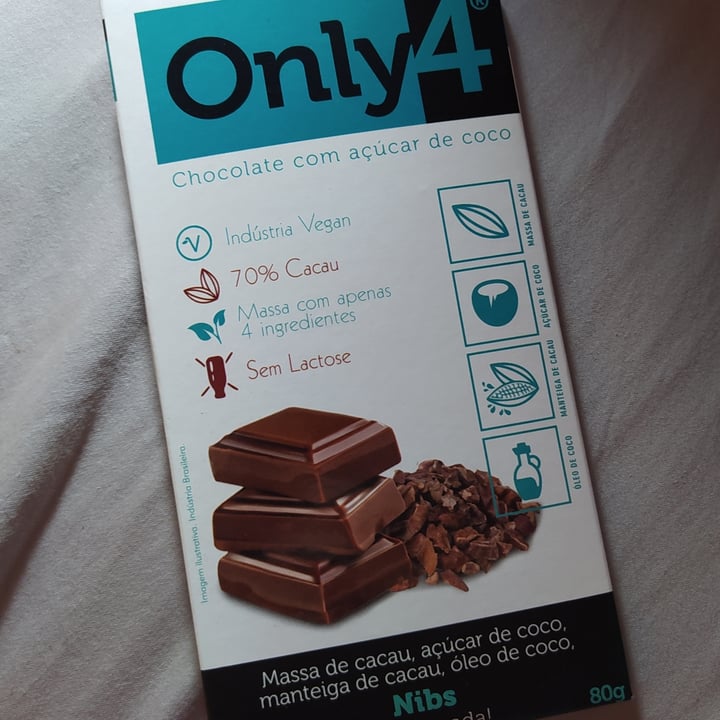 Only4®
Chocolate com açúcar de coco
Indústria Vegan
70% Cacau
Massa com apenas
4 ingredientes
Sem Lactose
MASSA DE CACAU
AÇÚCAR DE COCO
MANTEIGA DE CACAU
ÓLEO DE COCO
Imagem ilustrativa. Indústria Brasileira.
Massa de cacau, açúcar de coco,
manteiga de cacau, óleo de coco,
Nibs
80g